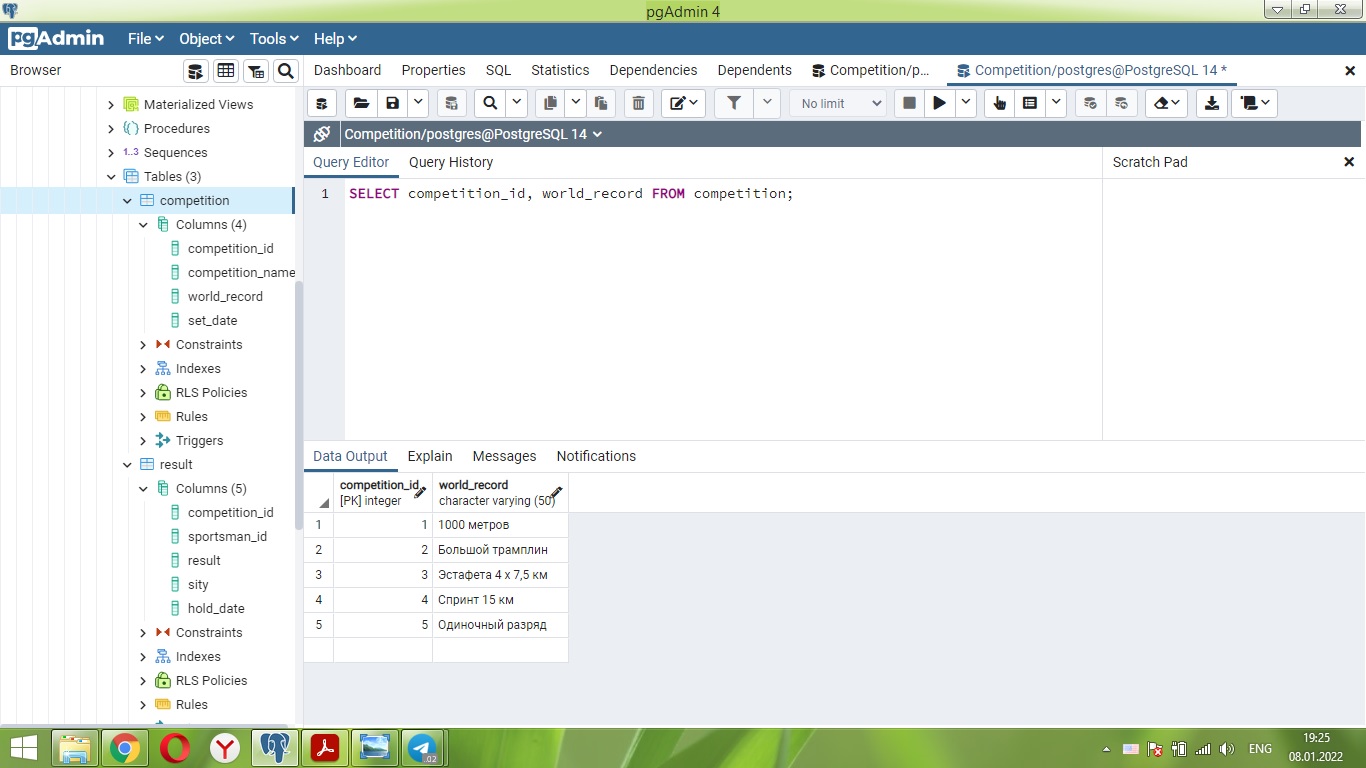 pgAdmin 4
pgAdmin File Object Tools Help
Browser
Dashboard Properties SQL Statistics Dependencies Dependents Competition/p... Competition/postgres@PostgreSQL 14 *
Materialized Views
Procedures
1..3 Sequences
Tables (3)
competition
Columns (4)
competition_id
competition_name
world_record
set_date
Constraints
Indexes
RLS Policies
Rules
Triggers
result
Columns (5)
competition_id
sportsman_id
result
sity
hold_date
Constraints
Indexes
RLS Policies
Rules
No limit
Competition/postgres@PostgreSQL 14
Query Editor Query History
Scratch Pad
1 SELECT competition_id, world_record FROM competition;
Data Output Explain Messages Notifications
competition_id world_record
[PK] integer character varying (50)
1 1 1000 метров
2 2 Большой трамплин
3 3 Эстафета 4 x 7,5 км
4 4 Спринт 15 км
5 5 Одиночный разряд
.02
ENG
19:25
08.01.2022